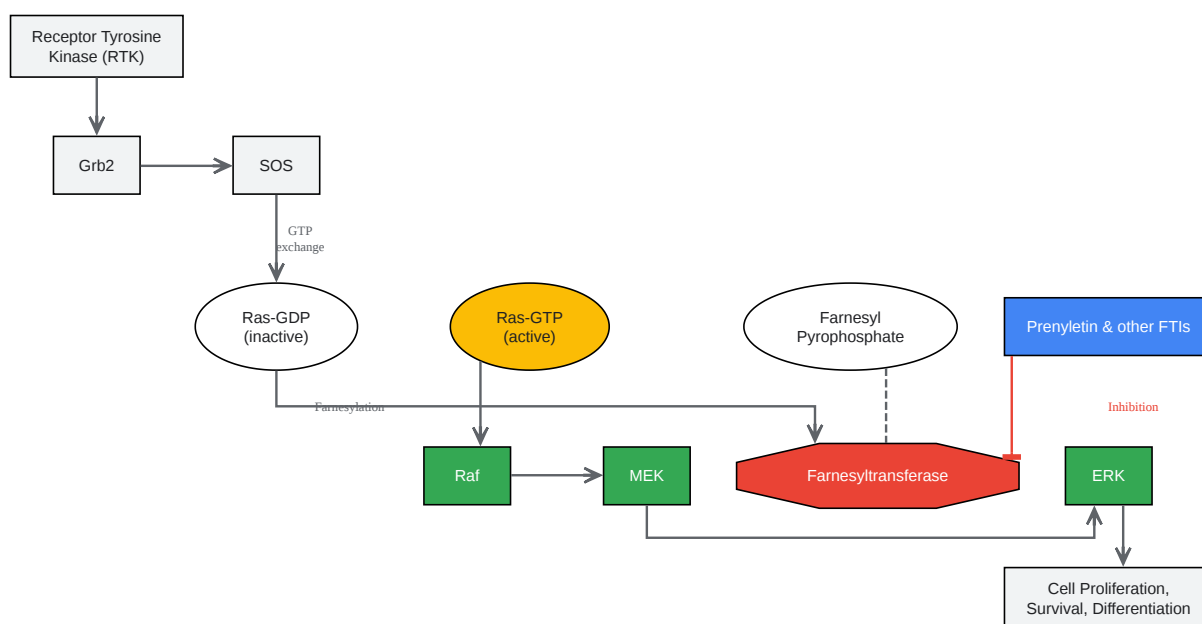 Receptor Tyrosine
Kinase (RTK)
Grb2
SOS
GTP
exchange
Ras-GDP
(inactive)
Ras-GTP
(active)
Farnesyl
Pyrophosphate
Prenyletin & other FTIs
Farnesylation
Inhibition
Raf
MEK
Farnesyltransferase
ERK
Cell Proliferation,
Survival, Differentiation